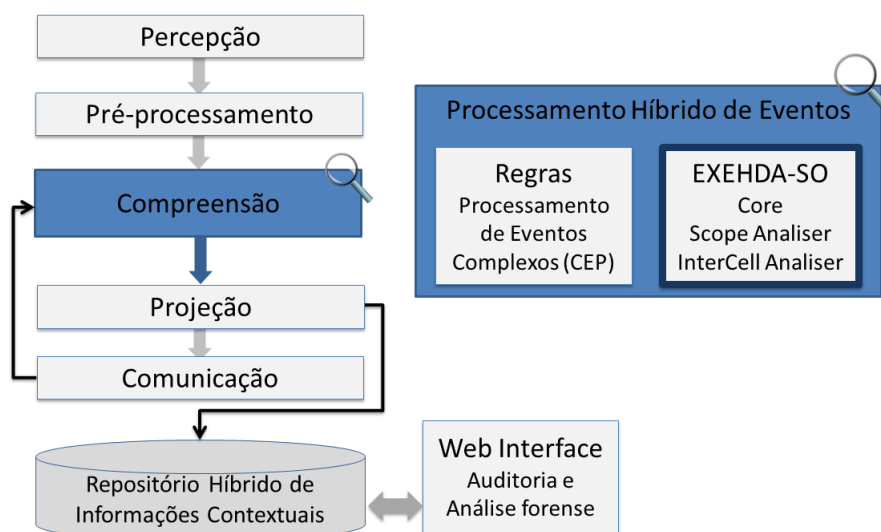 Percepção
Pré-processamento
Compreensão
Projeção
Comunicação
Repositório Híbrido de
Informações Contextuais
Processamento Híbrido de Eventos
Regras
Processamento
de Eventos
Complexos (CEP)
EXEHDA-SO
Core
Scope Analiser
InterCell Analiser
Web Interface
Auditoria e
Análise forense